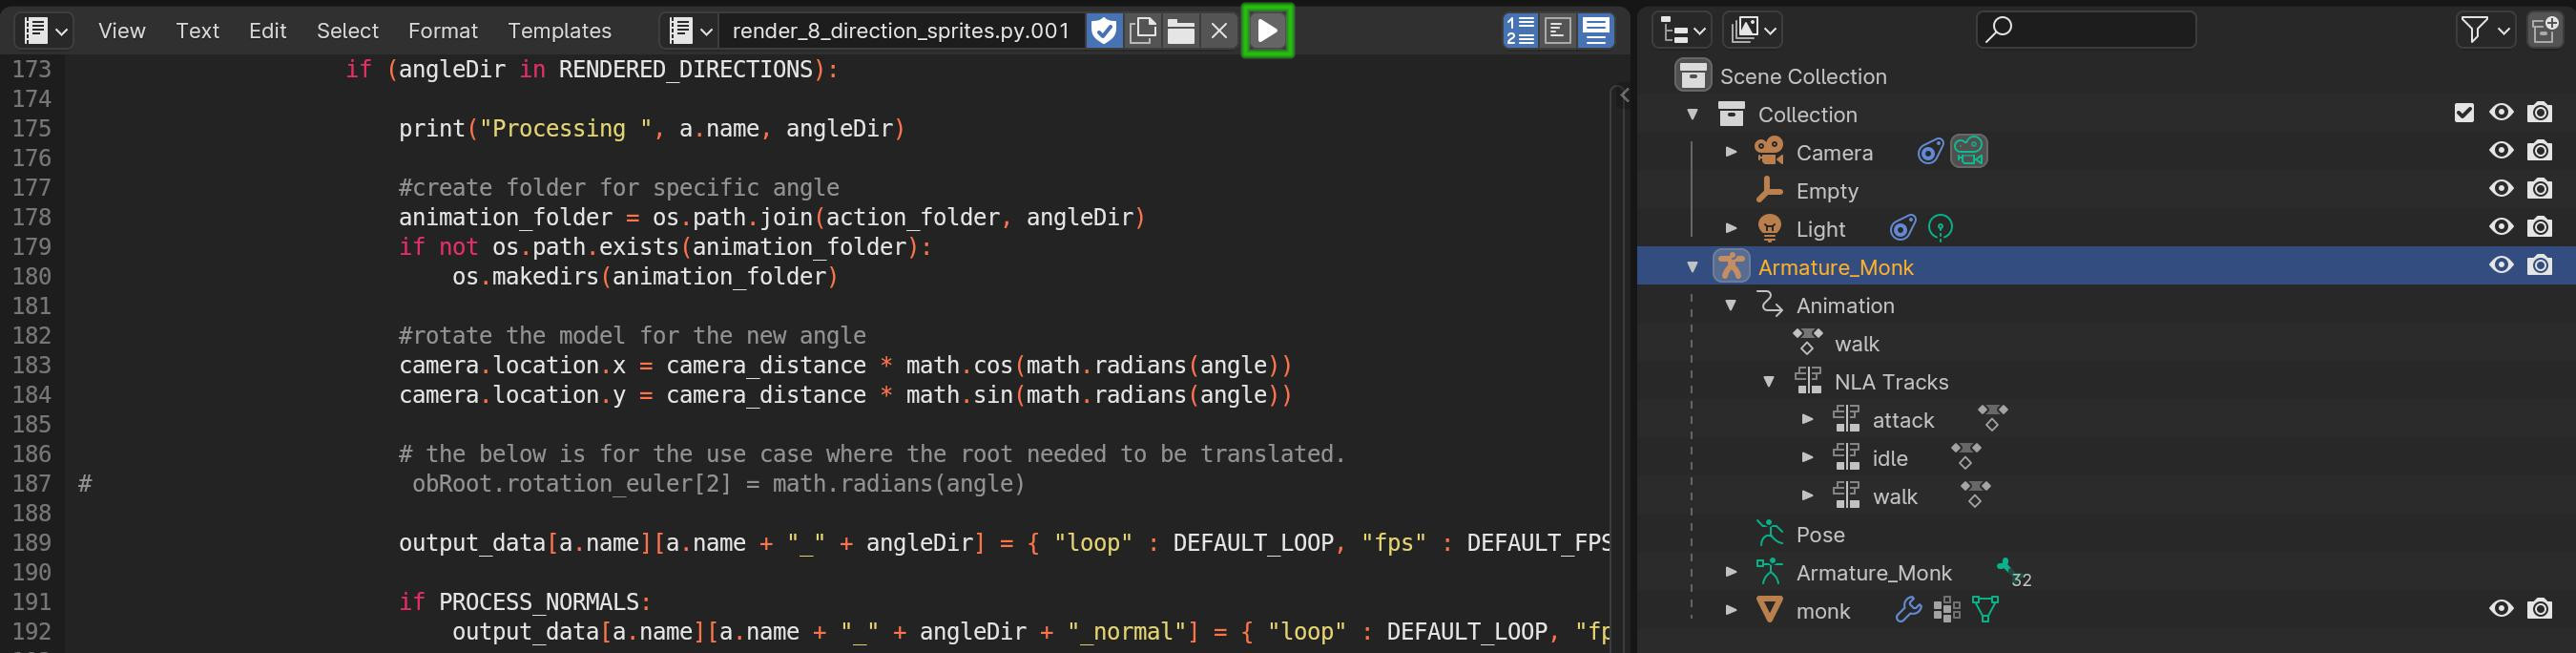 View Text Edit Select Format Templates render_8_direction_sprites.py.001
173 if (angleDir in RENDERED_DIRECTIONS):
174
175 print("Processing ", a.name, angleDir)
176
177 #create folder for specific angle
178 animation_folder = os.path.join(action_folder, angleDir)
179 if not os.path.exists(animation_folder):
180 os.makedirs(animation_folder)
181
182 #rotate the model for the new angle
183 camera.location.x = camera_distance * math.cos(math.radians(angle))
184 camera.location.y = camera_distance * math.sin(math.radians(angle))
185
186 # the below is for the use case where the root needed to be translated.
187 # obRoot.rotation_euler[2] = math.radians(angle)
188
189 output_data[a.name][a.name + "_" + angleDir] = { "loop" : DEFAULT_LOOP, "fps" : DEFAULT_FPS
190
191 if PROCESS_NORMALS:
192 output_data[a.name][a.name + "_" + angleDir + "_normal"] = { "loop" : DEFAULT_LOOP, "fp
Scene Collection
Collection
Camera
Empty
Light
Armature_Monk
Animation
walk
NLA Tracks
attack
idle
walk
Pose
Armature_Monk 32
monk